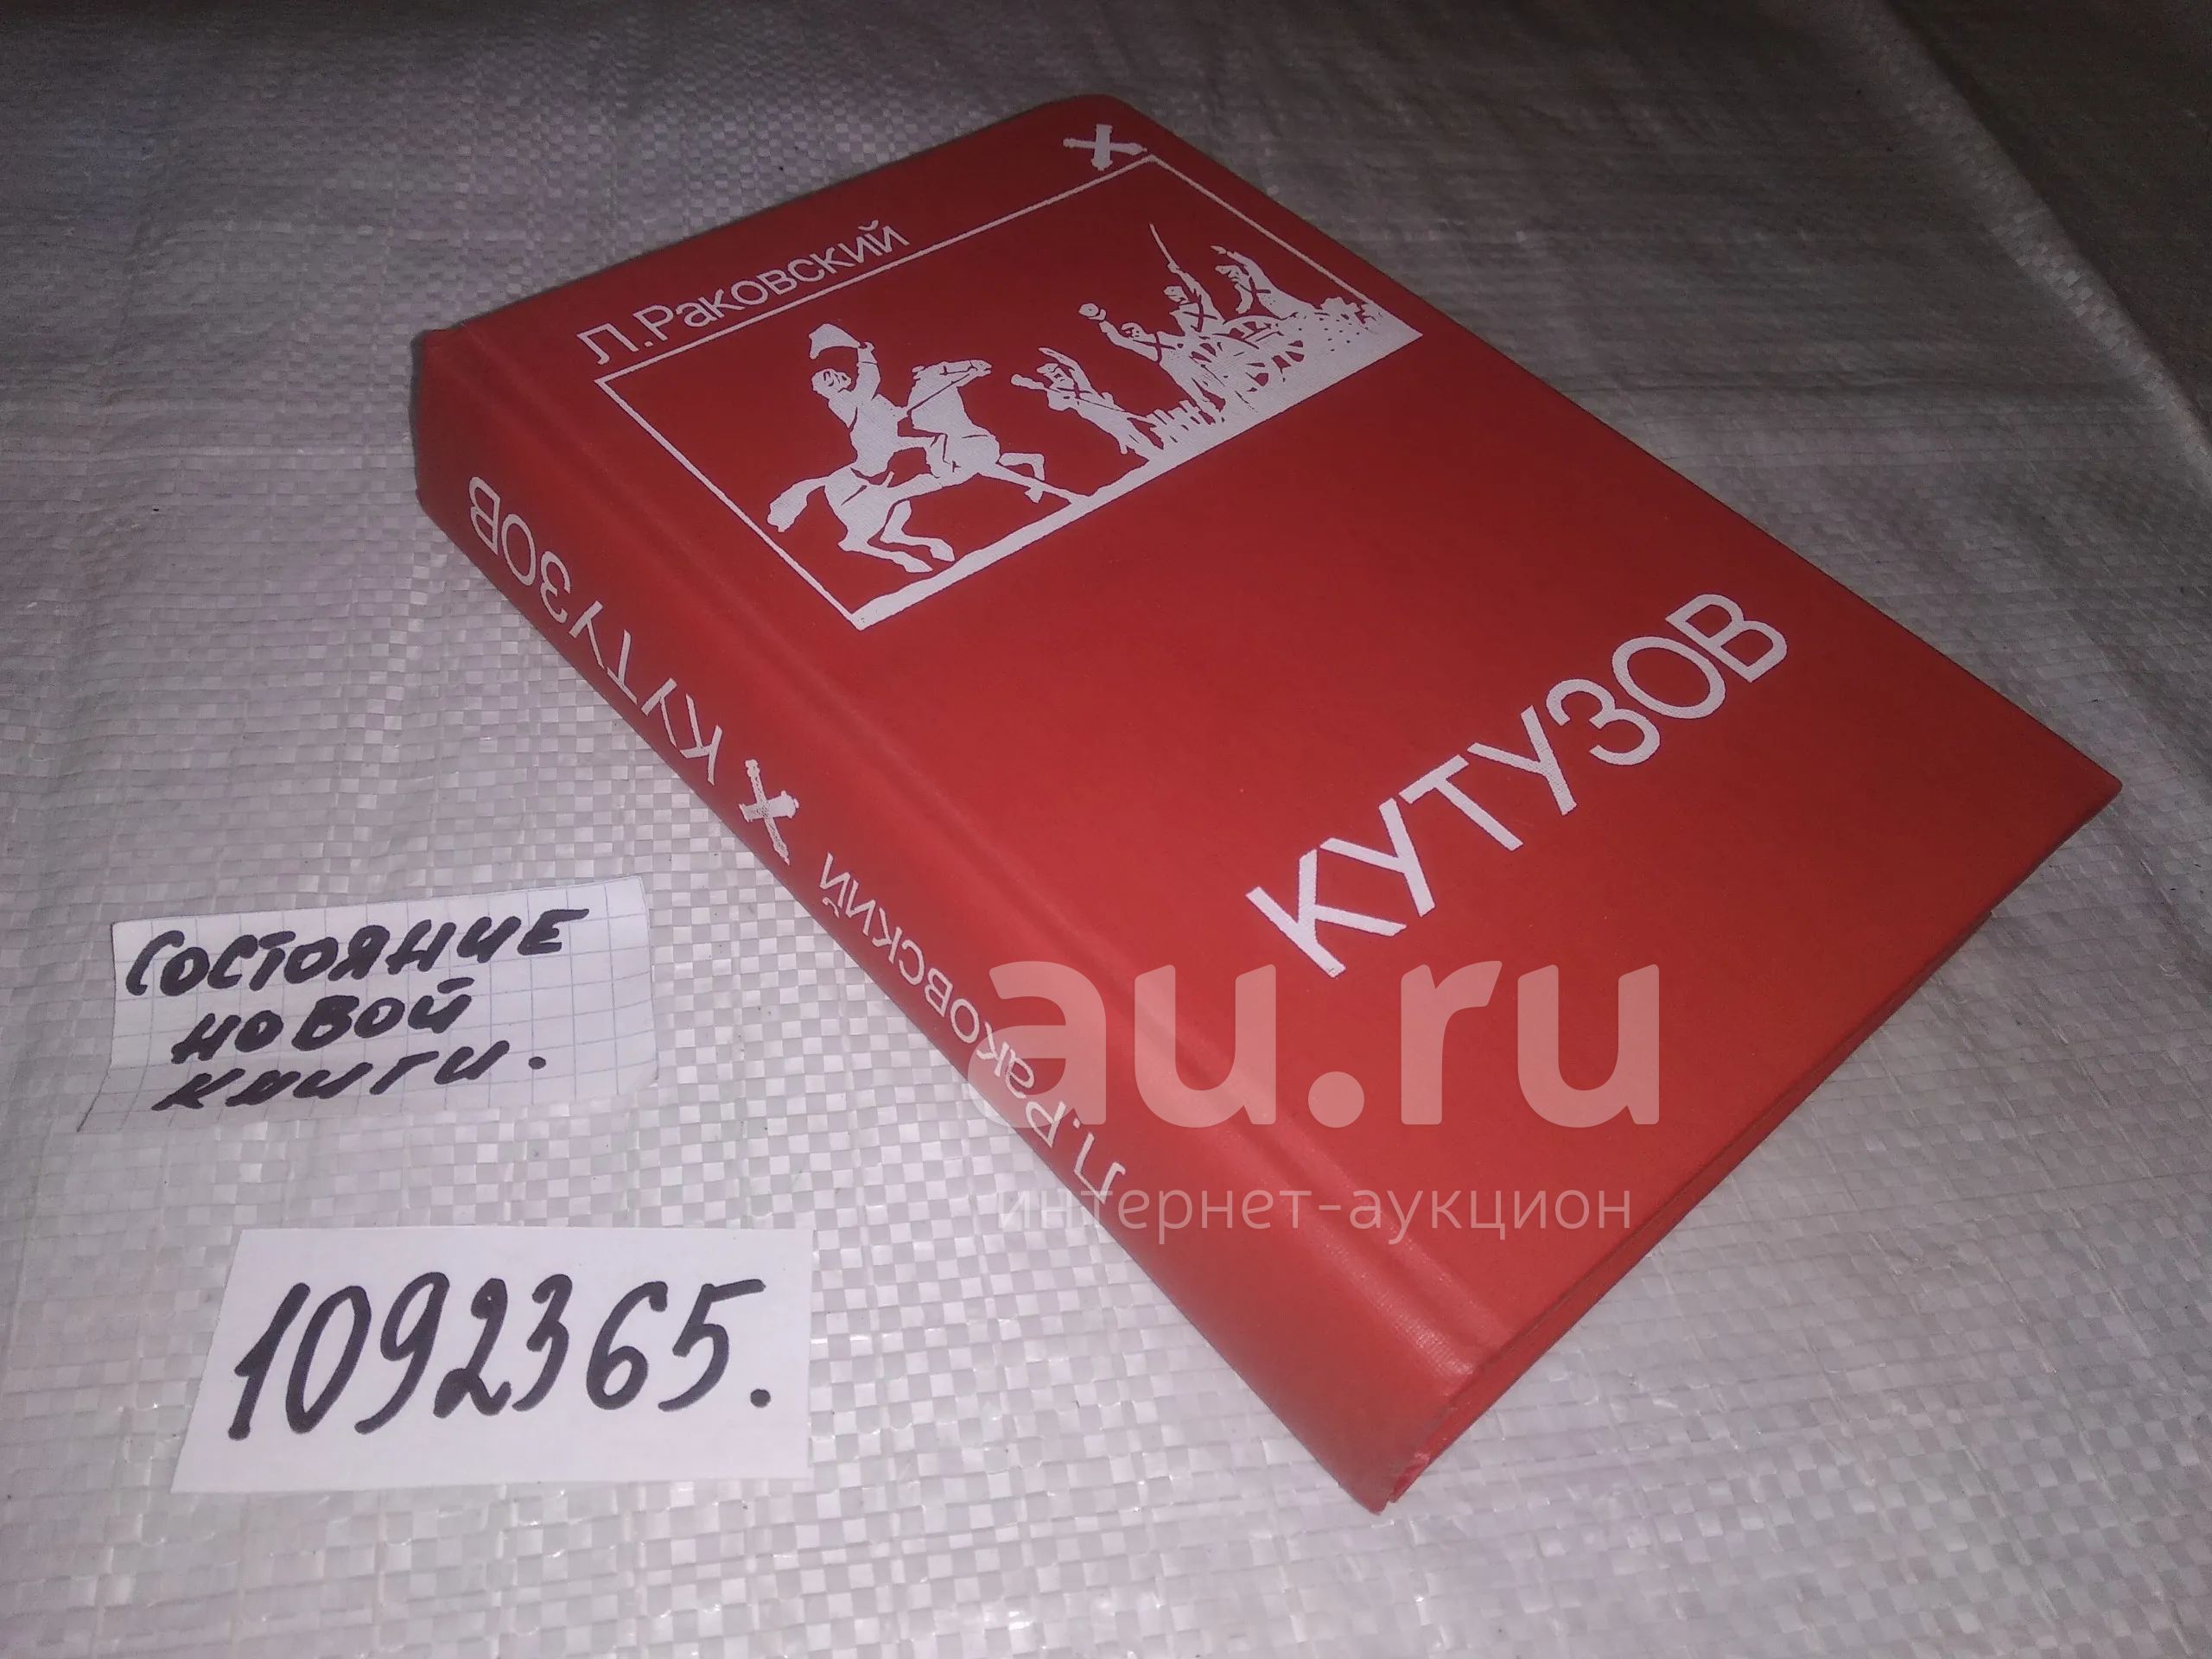 Л.Раковский
КУТУЗОВ
Л.Раковский КУТУЗОВ
СОСТОЯНИЕ
НОВОЙ
КНИГИ.
1092365.
au.ru
интернет-аукцион